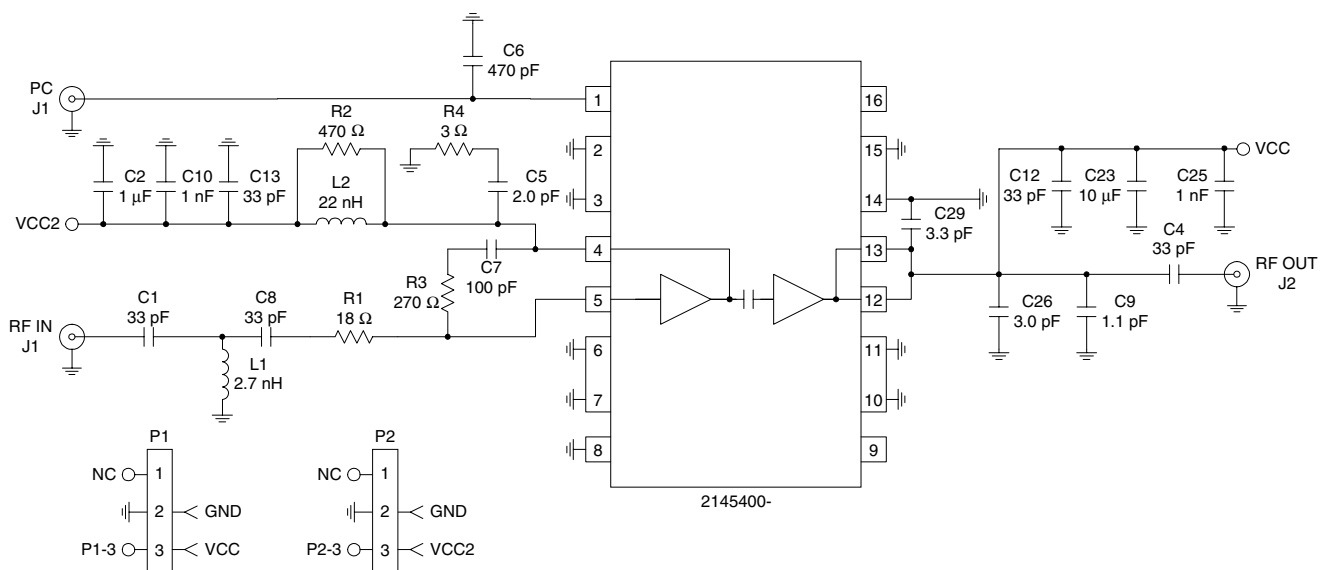 C6
470 pF
PC
J1
1
16
R2
470 Ω
R4
3 Ω
2
15
VCC
C2
1 µF
C10
1 nF
C13
33 pF
L2
22 nH
C5
2.0 pF
C12
33 pF
C23
10 µF
C25
1 nF
3
14
C29
3.3 pF
VCC2
C4
33 pF
4
13
C7
100 pF
R3
270 Ω
RF OUT
J2
5
12
C1
33 pF
C8
33 pF
R1
18 Ω
C26
3.0 pF
C9
1.1 pF
RF IN
J1
6
11
L1
2.7 nH
7
10
P1
P2
8
9
NC
1
NC
1
2145400-
2
GND
2
GND
P1-3
3
VCC
P2-3
3
VCC2